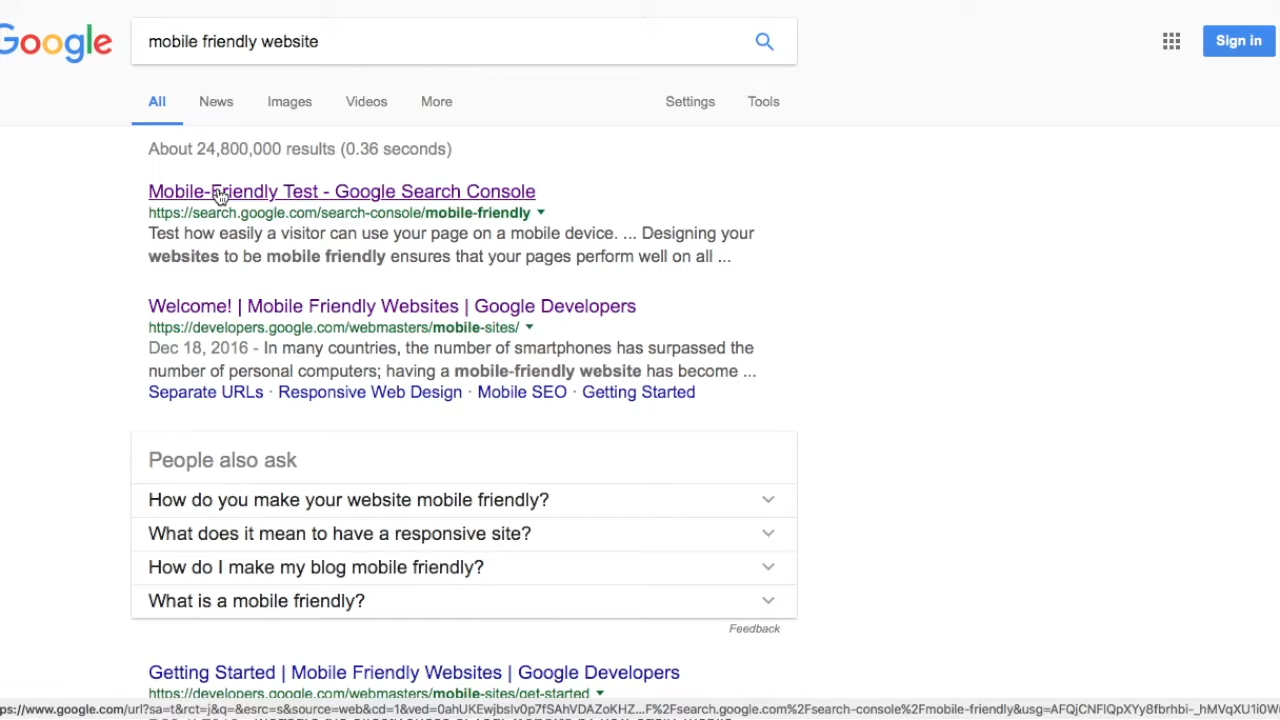 Google
mobile friendly website
Sign in
All News Images Videos More Settings Tools
About 24,800,000 results (0.36 seconds)
Mobile-Friendly Test - Google Search Console
https://search.google.com/search-console/mobile-friendly
Test how easily a visitor can use your page on a mobile device. ... Designing your
websites to be mobile friendly ensures that your pages perform well on all ...
Welcome! | Mobile Friendly Websites | Google Developers
https://developers.google.com/webmasters/mobile-sites/
Dec 18, 2016 - In many countries, the number of smartphones has surpassed the
number of personal computers; having a mobile-friendly website has become ...
Separate URLs · Responsive Web Design · Mobile SEO · Getting Started
People also ask
How do you make your website mobile friendly?
What does it mean to have a responsive site?
How do I make my blog mobile friendly?
What is a mobile friendly?
Feedback
Getting Started | Mobile Friendly Websites | Google Developers
https://developers.google.com/webmasters/mobile-sites/get-started